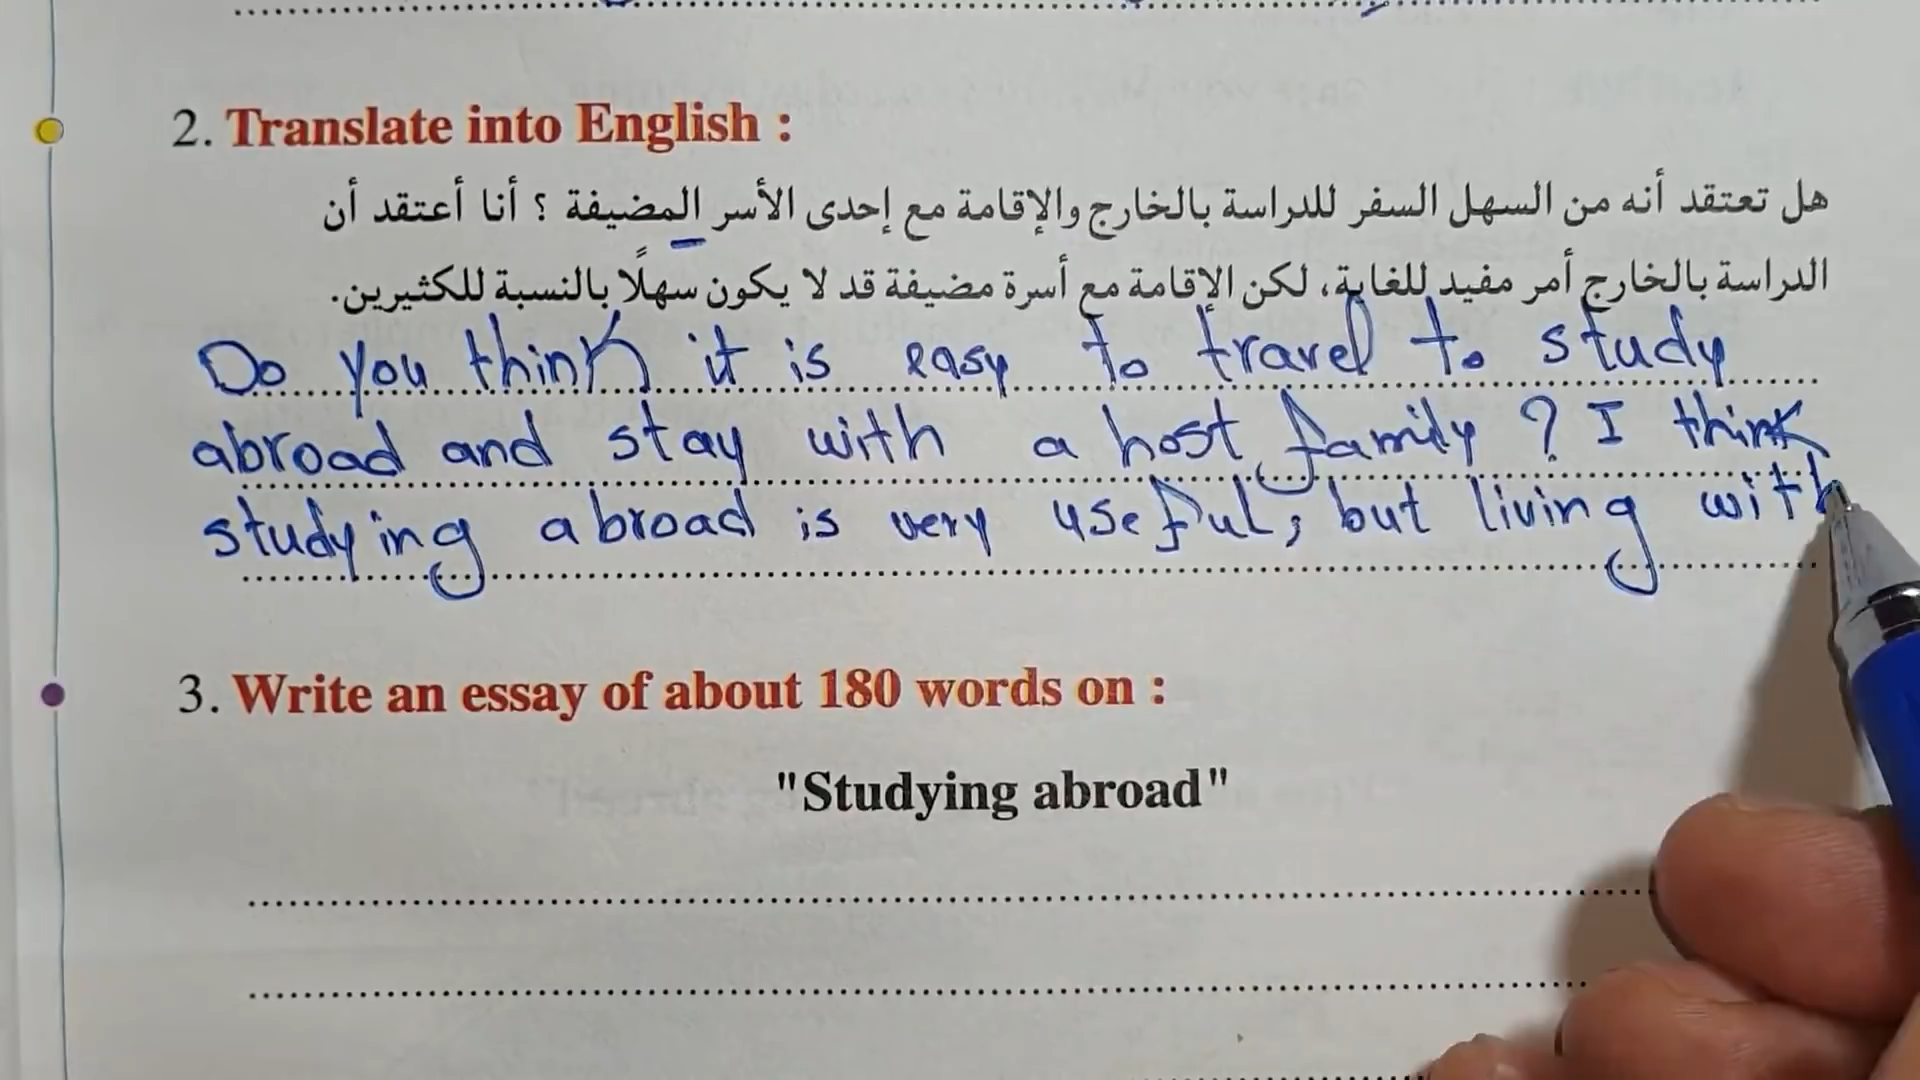 2. Translate into English :
هل تعتقد أنه من السهل السفر للدراسة بالخارج والإقامة مع إحدى الأسر المضيفة ؟ أنا أعتقد أن
الدراسة بالخارج أمر مفيد للغاية، لكن الإقامة مع أسرة مضيفة قد لا يكون سهلًا بالنسبة للكثيرين.
Do you think it is easy to travel to study
abroad and stay with a host family ? I think
studying abroad is very useful, but living with
3. Write an essay of about 180 words on :
"Studying abroad"